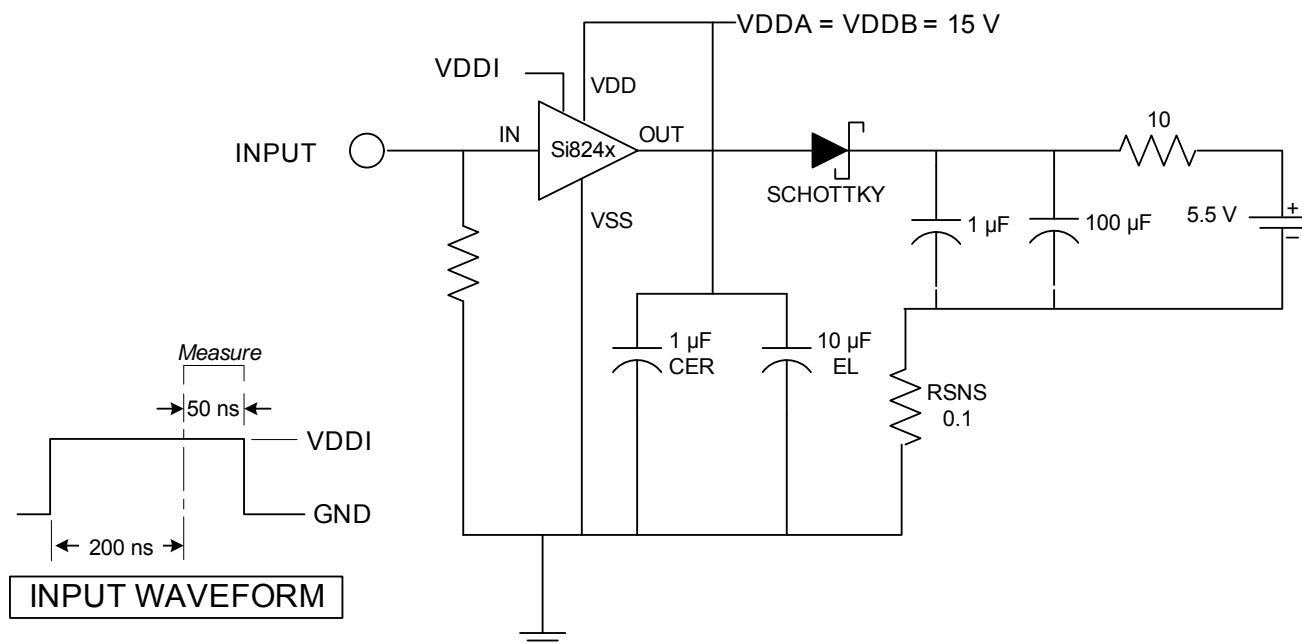 VDDA = VDDB = 15 V
VDDI
VDD
10
INPUT
IN
Si824x
OUT
SCHOTTKY
VSS
1 µF
100 µF
5.5 V
+
–
1 µF
CER
10 µF
EL
RSNS
0.1
Measure
50 ns
VDDI
GND
200 ns
INPUT WAVEFORM